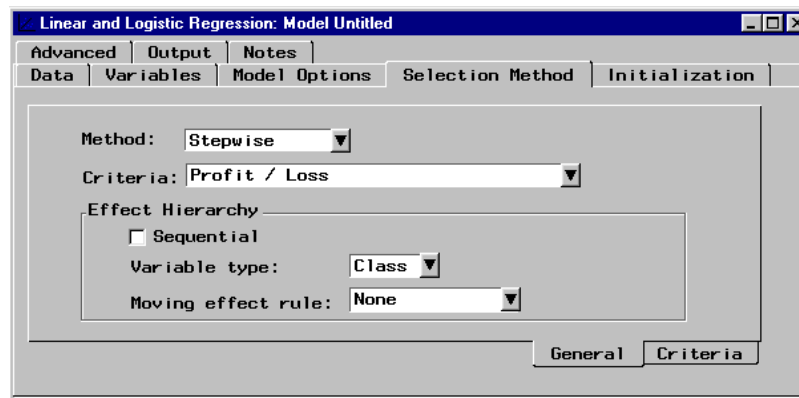 Linear and Logistic Regression: Model Untitled
Advanced Output Notes
Data Variables Model Options Selection Method Initialization
Method: Stepwise
Criteria: Profit / Loss
Effect Hierarchy
Sequential
Variable type: Class
Moving effect rule: None
General Criteria